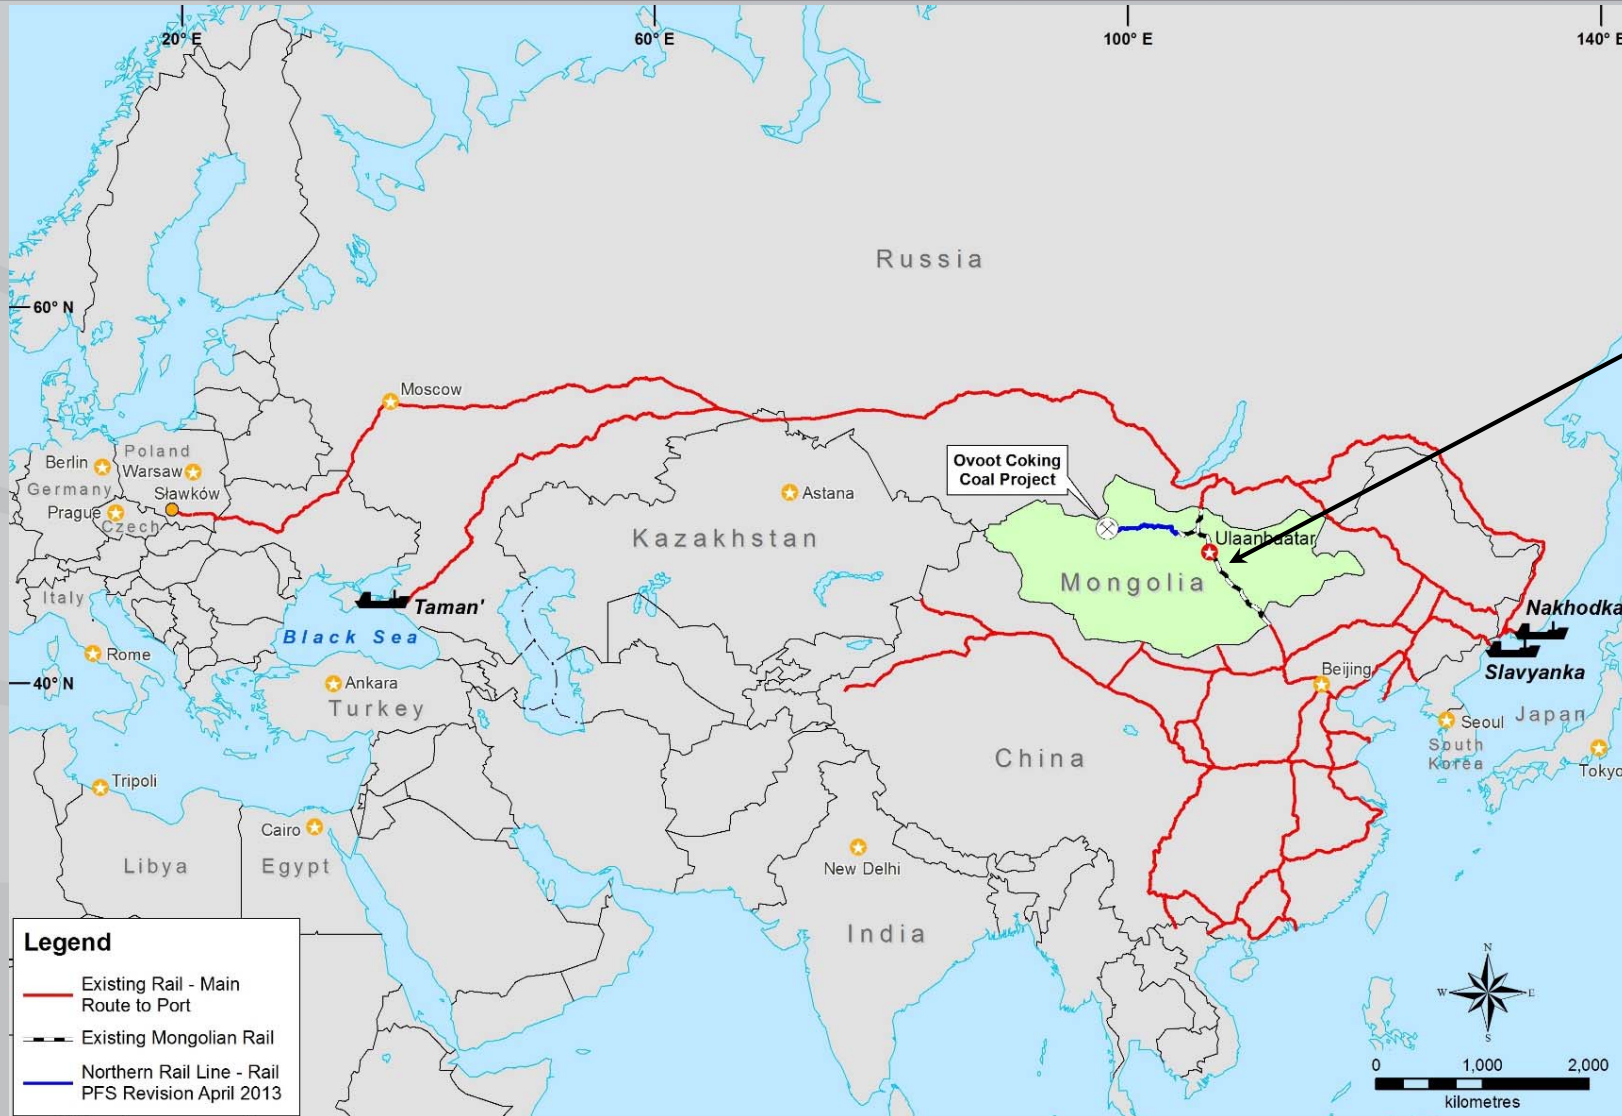 20° E
60° E
100° E
140° E
Russia
60° N
Moscow
Berlin
Poland
Warsaw
Germany
Sławków
Prague
Czech
Astana
Ovoot Coking
Coal Project
Kazakhstan
Ulaanbaatar
Mongolia
Italy
Taman'
Black Sea
Nakhodka
Slavyanka
Rome
40° N
Ankara
Turkey
Beijing
Seoul
Japan
South
Korea
Tokyo
China
Tripoli
Cairo
Libya
Egypt
New Delhi
India
Legend
Existing Rail - Main
Route to Port
Existing Mongolian Rail
Northern Rail Line - Rail
PFS Revision April 2013
N
W
E
S
0 1,000 2,000
kilometres